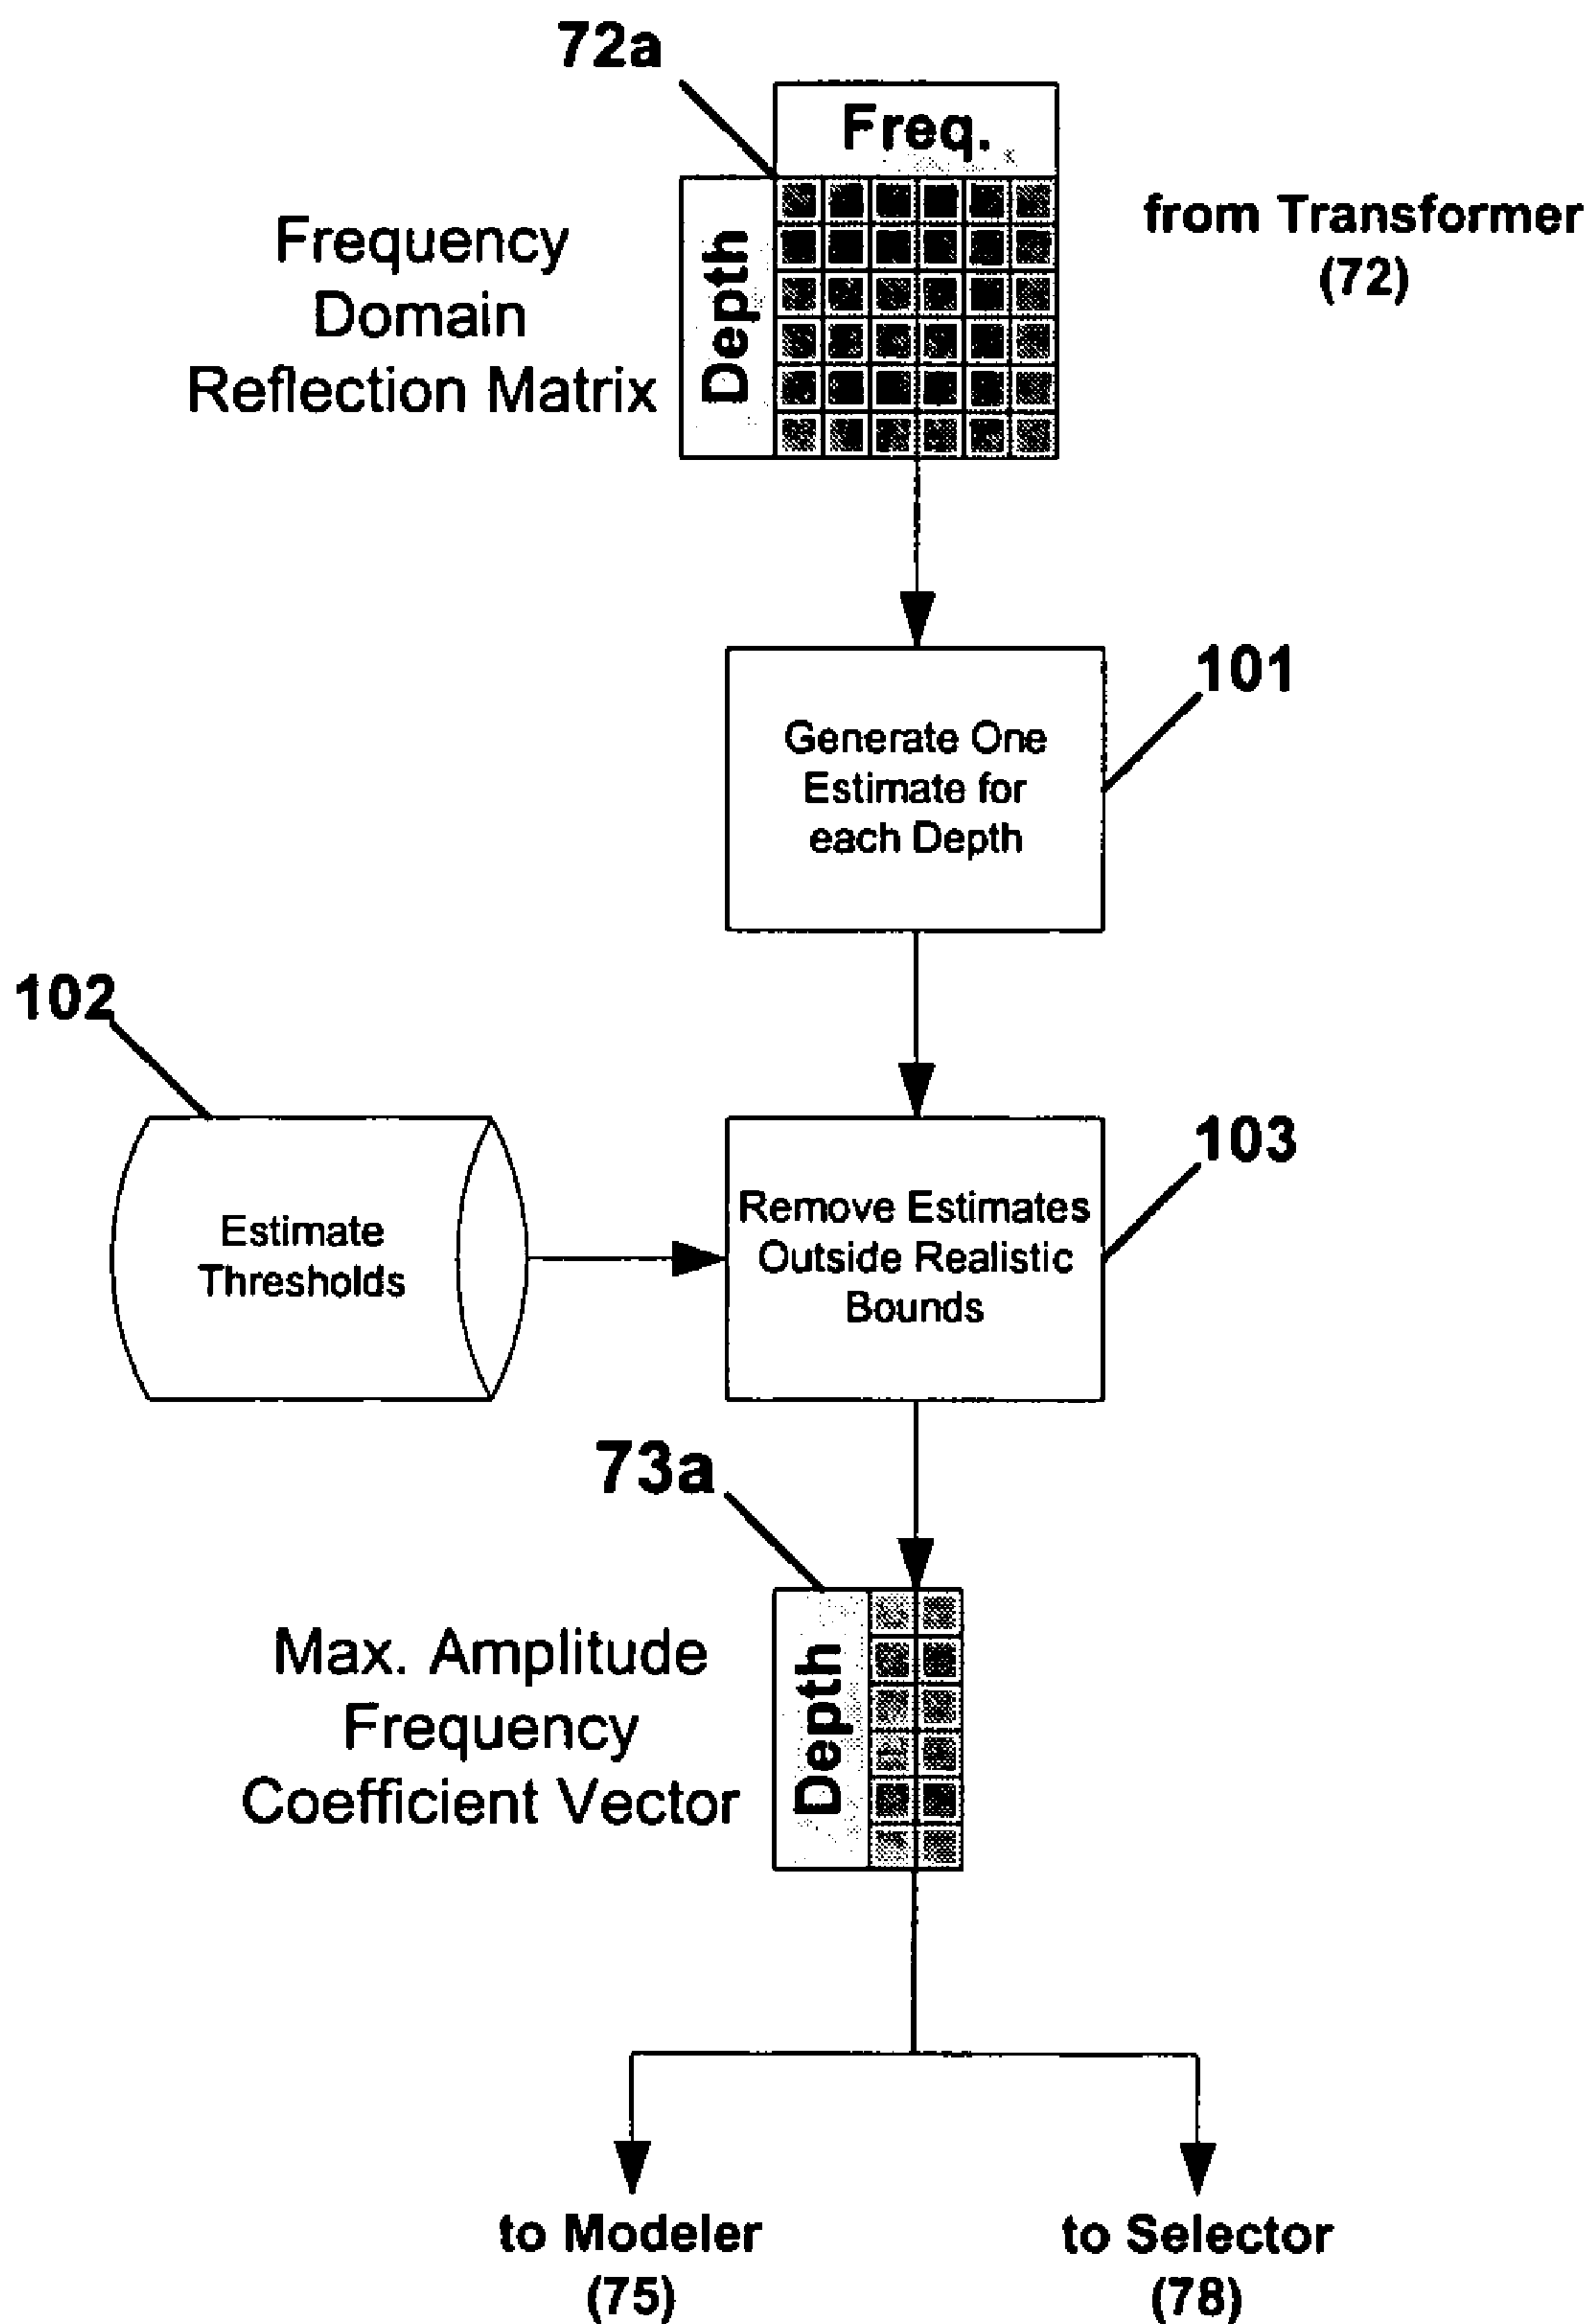 72a
Freq.
Depth
Frequency
Domain
Reflection Matrix
from Transformer
(72)
101
Generate One
Estimate for
each Depth
102
Estimate
Thresholds
103
Remove Estimates
Outside Realistic
Bounds
73a
Depth
Max. Amplitude
Frequency
Coefficient Vector
to Modeler
(75)
to Selector
(78)